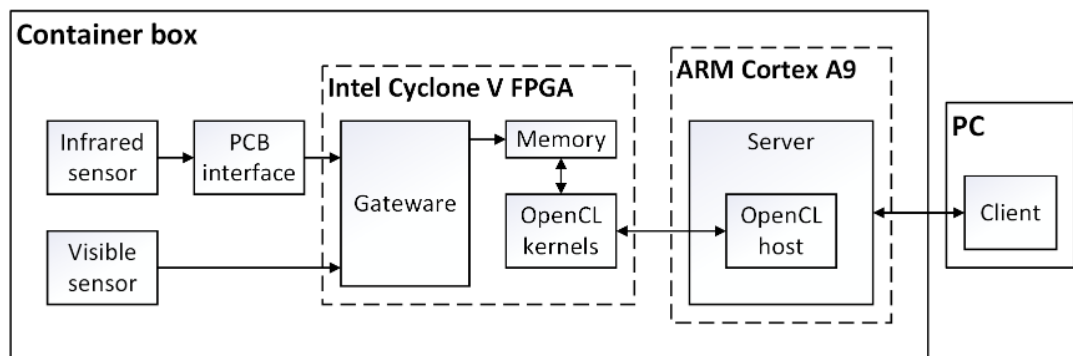 Container box
Intel Cyclone V FPGA
ARM Cortex A9
PC
Infrared
sensor
PCB
interface
Gateware
Memory
OpenCL
kernels
Server
OpenCL
host
Client
Visible
sensor